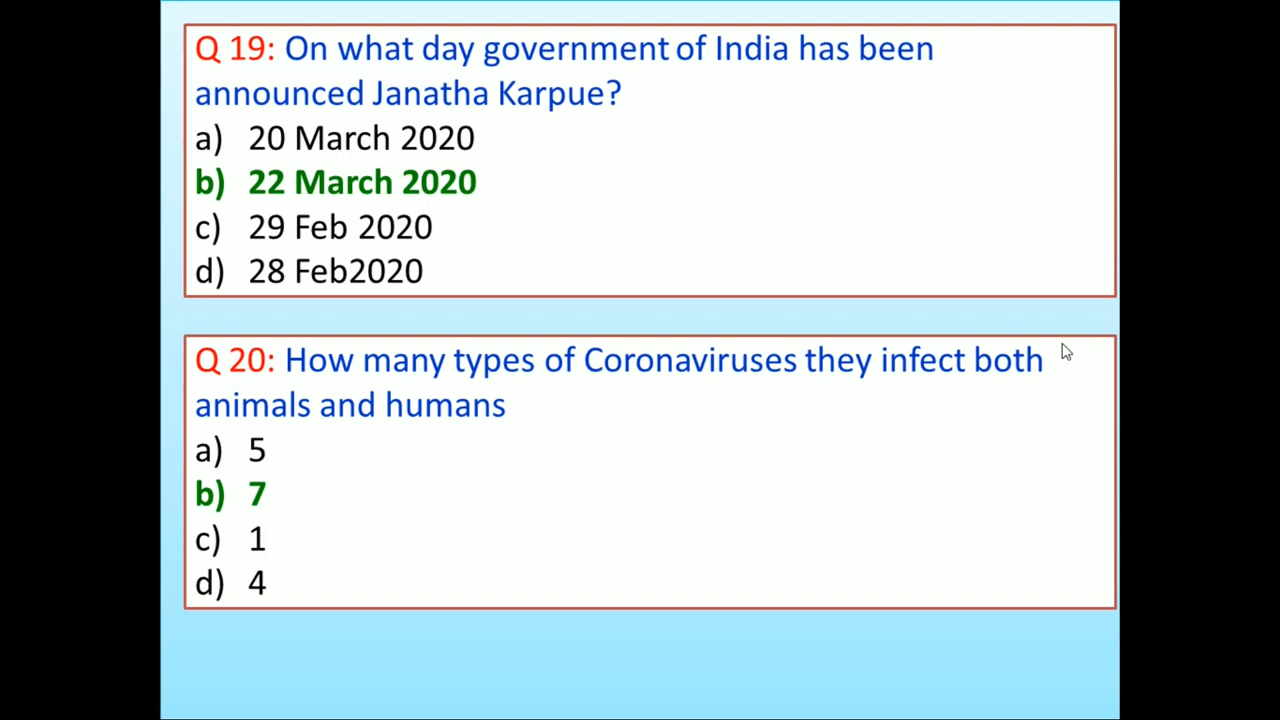 Q 19: On what day government of India has been
announced Janatha Karpue?
a) 20 March 2020
b) 22 March 2020
c) 29 Feb 2020
d) 28 Feb2020
Q 20: How many types of Coronaviruses they infect both
animals and humans
a) 5
b) 7
c) 1
d) 4